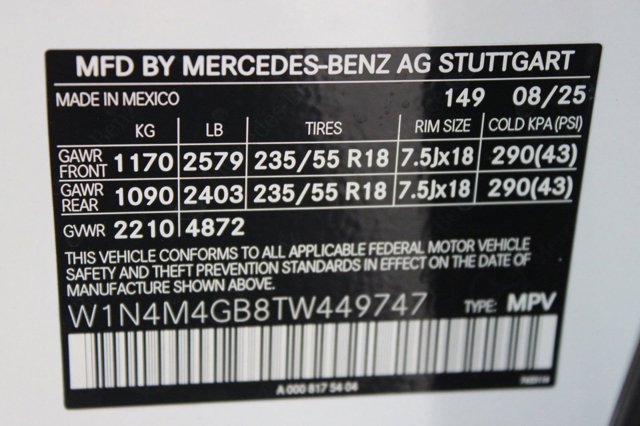 MFD BY MERCEDES-BENZ AG STUTTGART
MADE IN MEXICO 149 08/25
KG LB TIRES RIM SIZE COLD KPA (PSI)
GAWR FRONT 1170 2579 235/55 R18 7.5Jx18 290(43)
GAWR REAR 1090 2403 235/55 R18 7.5Jx18 290(43)
GVWR 2210 4872
THIS VEHICLE CONFORMS TO ALL APPLICABLE FEDERAL MOTOR VEHICLE
SAFETY AND THEFT PREVENTION STANDARDS IN EFFECT ON THE DATE OF
MANUFACTURE SHOWN ABOVE.
W1N4M4GB8TW449747 TYPE: MPV
A 000 817 54 04